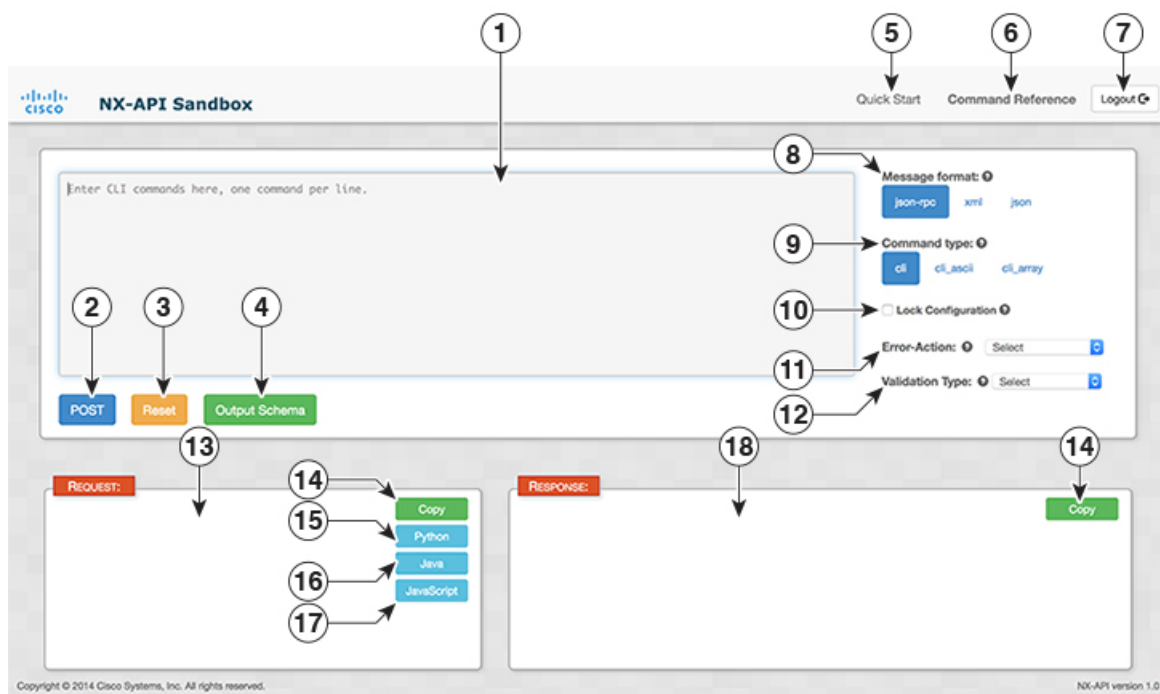 1
5
6
7
CISCO
NX-API Sandbox
Quick Start
Command Reference
Logout
8
Enter CLI commands here, one command per line.
Message format:
json-rpc xml json
9
Command type:
cli cli_ascii cli_array
2
3
4
10
Lock Configuration
Error-Action: Select
11
Validation Type: Select
POST
Reset
Output Schema
12
13
18
14
REQUEST:
14
Copy
15
Python
16
Java
JavaScript
17
RESPONSE:
Copy
Copyright © 2014 Cisco Systems, Inc. All rights reserved.
NX-API version 1.0